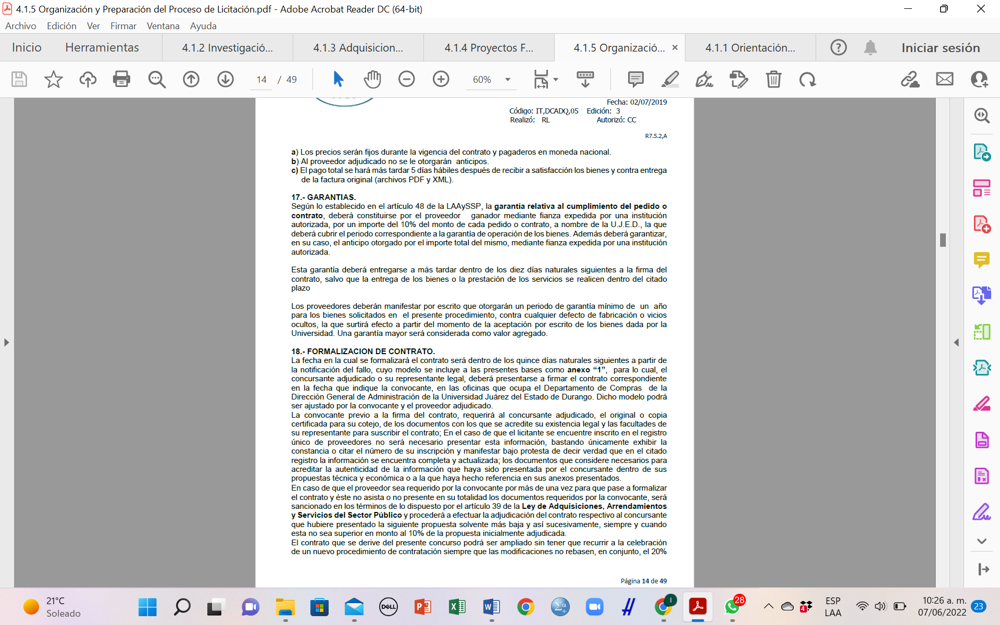 4.1.5 Organización y Preparación del Proceso de Licitación.pdf - Adobe Acrobat Reader DC (64-bit)
Archivo Edición Ver Firmar Ventana Ayuda
Inicio Herramientas 4.1.2 Investigació... 4.1.3 Adquisicion... 4.1.4 Proyectos F... 4.1.5 Organizació... 4.1.1 Orientación... Iniciar sesión
14 / 49 60%
Fecha: 02/07/2019
Código: IT,DCADQ,05 Edición: 3
Realizó: RL Autorizó: CC
R7.5.2,A
a) Los precios serán fijos durante la vigencia del contrato y pagaderos en moneda nacional.
b) Al proveedor adjudicado no se le otorgarán anticipos.
c) El pago total se hará más tardar 5 días hábiles después de recibir a satisfacción los bienes y contra entrega
de la factura original (archivos PDF y XML).
17.- GARANTIAS.
Según lo establecido en el artículo 48 de la LAAySSP, la garantía relativa al cumplimiento del pedido o
contrato, deberá constituirse por el proveedor ganador mediante fianza expedida por una institución
autorizada, por un importe del 10% del monto de cada pedido o contrato, a nombre de la U.J.E.D., la que
deberá cubrir el periodo correspondiente a la garantía de operación de los bienes. Además deberá garantizar,
en su caso, el anticipo otorgado por el importe total del mismo, mediante fianza expedida por una institución
autorizada.
Esta garantía deberá entregarse a más tardar dentro de los diez días naturales siguientes a la firma del
contrato, salvo que la entrega de los bienes o la prestación de los servicios se realicen dentro del citado
plazo
Los proveedores deberán manifestar por escrito que otorgarán un periodo de garantía mínimo de un año
para los bienes solicitados en el presente procedimiento, contra cualquier defecto de fabricación o vicios
ocultos, la que surtirá efecto a partir del momento de la aceptación por escrito de los bienes dada por la
Universidad. Una garantía mayor será considerada como valor agregado.
18.- FORMALIZACION DE CONTRATO.
La fecha en la cual se formalizará el contrato será dentro de los quince días naturales siguientes a partir de
la notificación del fallo, cuyo modelo se incluye a las presentes bases como anexo “1”, para lo cual, el
concursante adjudicado o su representante legal, deberá presentarse a firmar el contrato correspondiente
en la fecha que indique la convocante, en las oficinas que ocupa el Departamento de Compras de la
Dirección General de Administración de la Universidad Juárez del Estado de Durango. Dicho modelo podrá
ser ajustado por la convocante y el proveedor adjudicado.
La convocante previo a la firma del contrato, requerirá al concursante adjudicado, el original o copia
certificada para su cotejo, de los documentos con los que se acredite su existencia legal y las facultades de
su representante para suscribir el contrato; En el caso de que el licitante se encuentre inscrito en el registro
único de proveedores no será necesario presentar esta información, bastando únicamente exhibir la
constancia o citar el número de su inscripción y manifestar bajo protesta de decir verdad que en el citado
registro la información se encuentra completa y actualizada; los documentos que considere necesarios para
acreditar la autenticidad de la información que haya sido presentada por el concursante dentro de sus
propuestas técnica y económica o a la que haya hecho referencia en sus anexos presentados.
En caso de que el proveedor sea requerido por la convocante por más de una vez para que pase a formalizar
el contrato y éste no asista o no presente en su totalidad los documentos requeridos por la convocante, será
sancionado en los términos de lo dispuesto por el artículo 39 de la Ley de Adquisiciones, Arrendamientos
y Servicios del Sector Público y procederá a efectuar la adjudicación del contrato respectivo al concursante
que hubiere presentado la siguiente propuesta solvente más baja y así sucesivamente, siempre y cuando
esta no sea superior en monto al 10% de la propuesta inicialmente adjudicada.
El contrato que se derive del presente concurso podrá ser ampliado sin tener que recurrir a la celebración
de un nuevo procedimiento de contratación siempre que las modificaciones no rebasen, en conjunto, el 20%
Página 14 de 49
21°C
Soleado
DELL
28
4
ESP
LAA
10:26 a. m.
07/06/2022
23